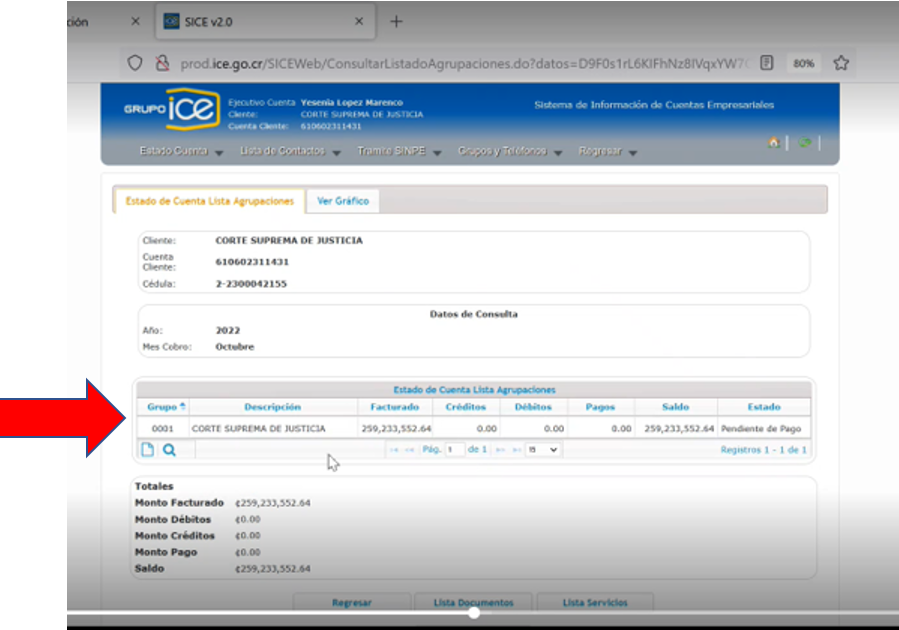 ción
SICE v2.0
prod.ice.go.cr/SICEWeb/ConsultarListadoAgrupaciones.do?datos=D9F0s1rL6KIFhNz8IVqxYW7
80%
GRUPO ice
Ejecutivo Cuenta Yesenia Lopez Marenco
Cliente: CORTE SUPREMA DE JUSTICIA
Cuenta Cliente: 610602311431
Sistema de Información de Cuentas Empresariales
Estado Cuenta Lista de Contactos Tramite SINPE Grupos y Teléfonos Regresar
Estado de Cuenta Lista Agrupaciones Ver Gráfico
Cliente: CORTE SUPREMA DE JUSTICIA
Cuenta Cliente: 610602311431
Cédula: 2-2300042155
Datos de Consulta
Año: 2022
Mes Cobro: Octubre
Estado de Cuenta Lista Agrupaciones
Grupo Descripción Facturado Créditos Débitos Pagos Saldo Estado
0001 CORTE SUPREMA DE JUSTICIA 259,233,552.64 0.00 0.00 0.00 259,233,552.64 Pendiente de Pago
Pág. 1 de 1 15 Registros 1 - 1 de 1
Totales
Monto Facturado ¢259,233,552.64
Monto Débitos ¢0.00
Monto Créditos ¢0.00
Monto Pago ¢0.00
Saldo ¢259,233,552.64
Regresar Lista Documentos Lista Servicios